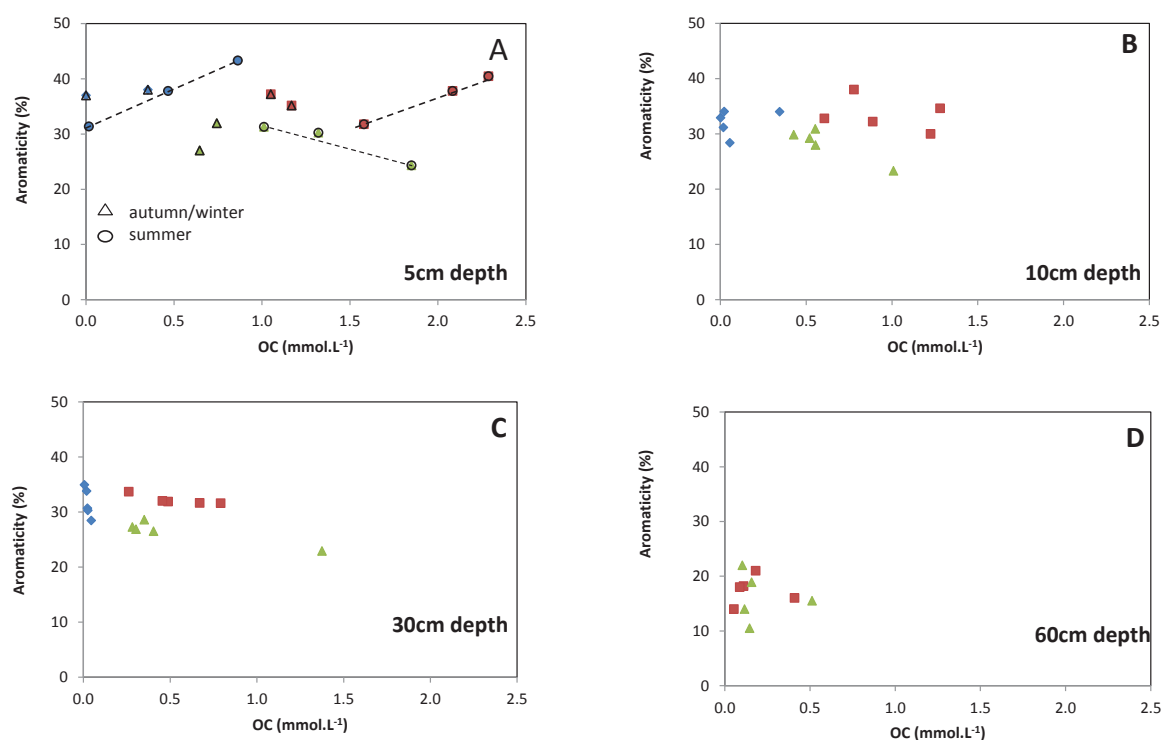 A
Aromaticity (%)
50
40
30
20
10
0
autumn/winter
summer
5cm depth
0.0 0.5 1.0 1.5 2.0 2.5
OC (mmol.L-1)
B
Aromaticity (%)
50
40
30
20
10
0
10cm depth
0.0 0.5 1.0 1.5 2.0 2.5
OC (mmol.L-1)
C
Aromaticity (%)
50
40
30
20
10
0
30cm depth
0.0 0.5 1.0 1.5 2.0 2.5
OC (mmol.L-1)
D
Aromaticity (%)
50
40
30
20
10
0
60cm depth
0.0 0.5 1.0 1.5 2.0 2.5
OC (mmol.L-1)